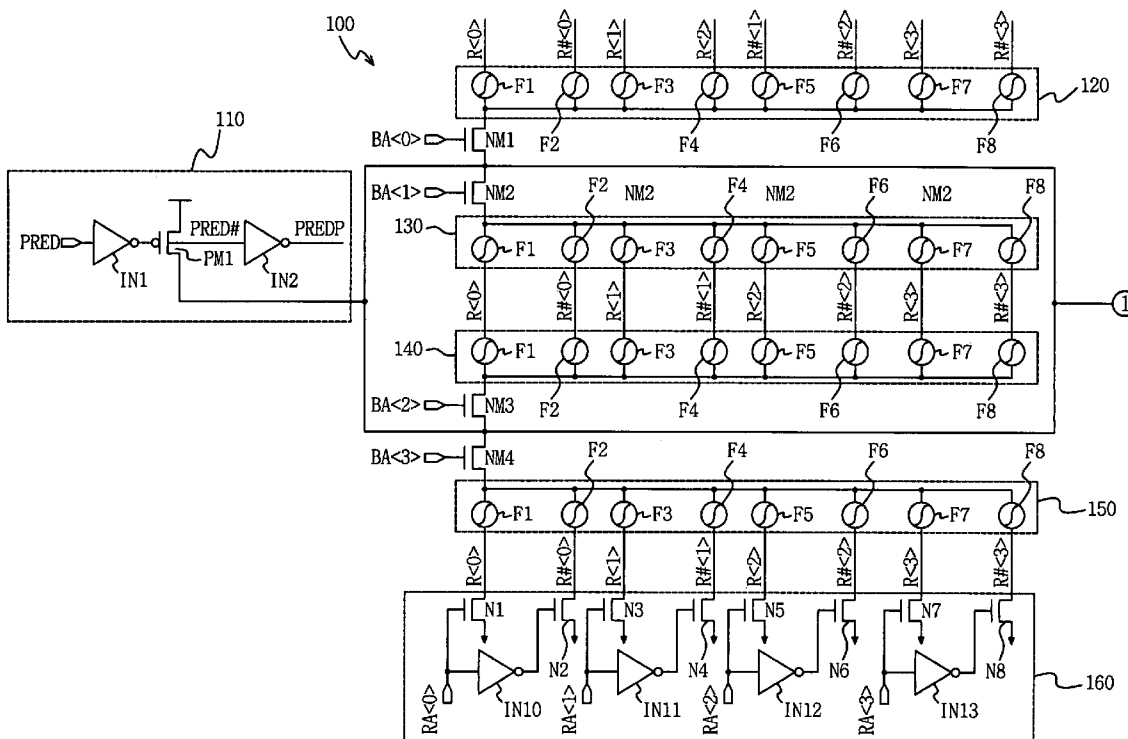 100
R<0> R#<0> R<1> R<2> R#<1> R#<2> R<3> R#<3>
F1 F3 F5 F7 120
F2 F4 F6 F8
BA<0> NM1
110
BA<1> NM2 F2 NM2 F4 NM2 F6 NM2 F8
130 F1 F3 F5 F7
PRED IN1 PM1 PRED# IN2 PREDP
R<0> R#<0> R<1> R#<1> R<2> R#<2> R<3> R#<3>
1
140 F1 F3 F5 F7
F2 F4 F6 F8
BA<2> NM3
BA<3> NM4 F2 F4 F6 F8
F1 F3 F5 F7 150
R<0> R#<0> R<1> R#<1> R<2> R#<2> R<3> R#<3>
N1 N3 N5 N7
N2 N4 N6 N8
RA<0> IN10 RA<1> IN11 RA<2> IN12 RA<3> IN13 160